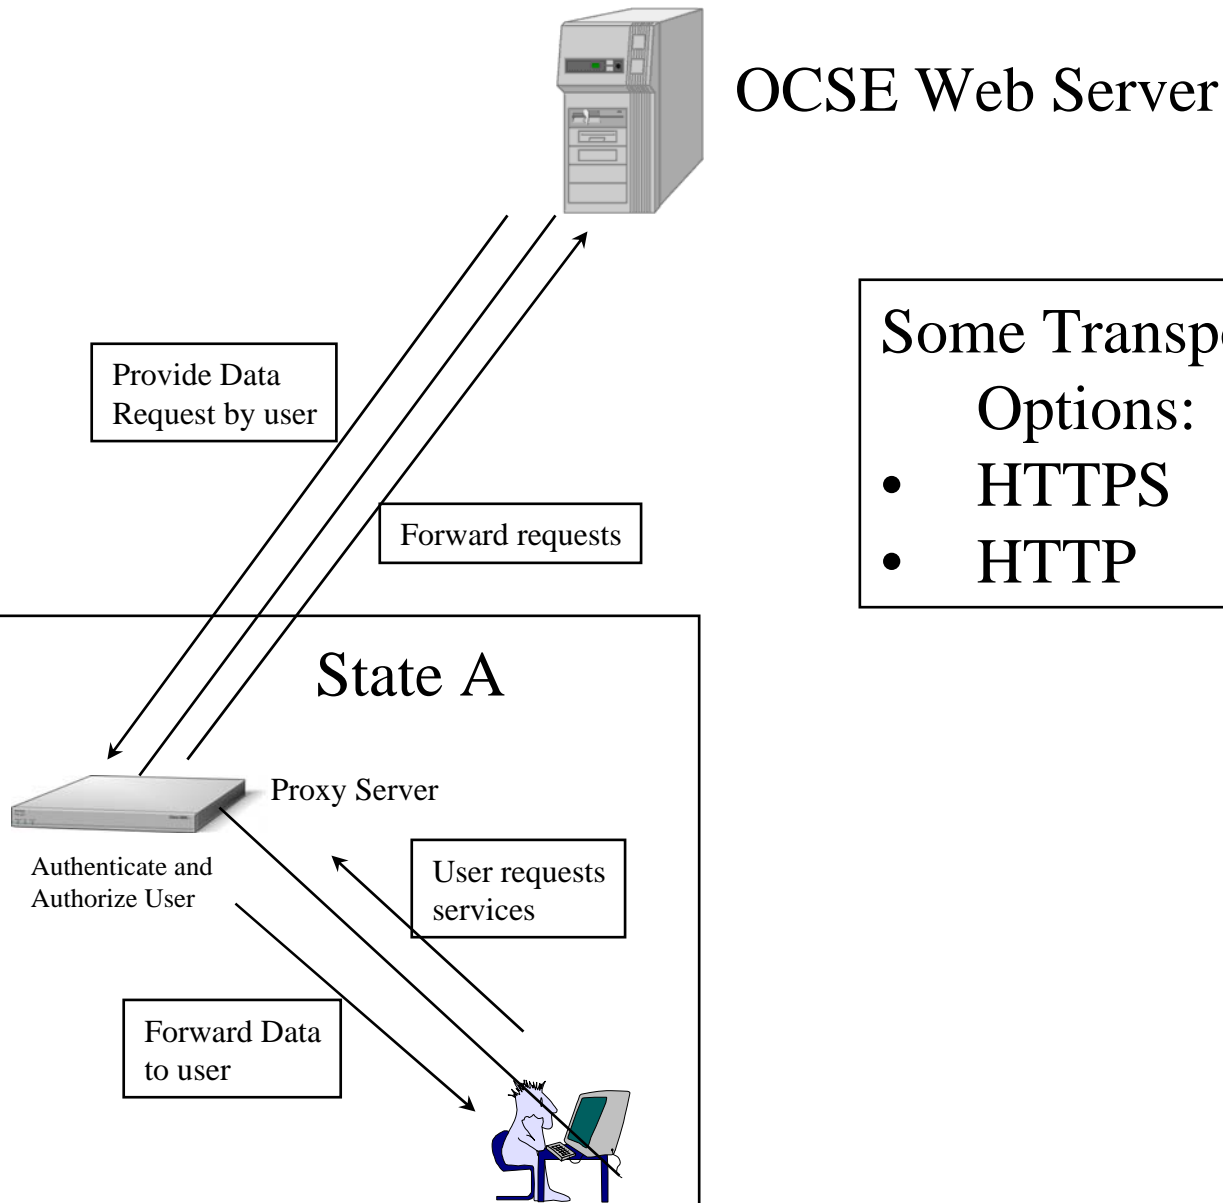 OCSE Web Server
Some Transpo
Options:
• HTTPS
• HTTP
Provide Data
Request by user
Forward requests
State A
Proxy Server
Authenticate and
Authorize User
User requests
services
Forward Data
to user